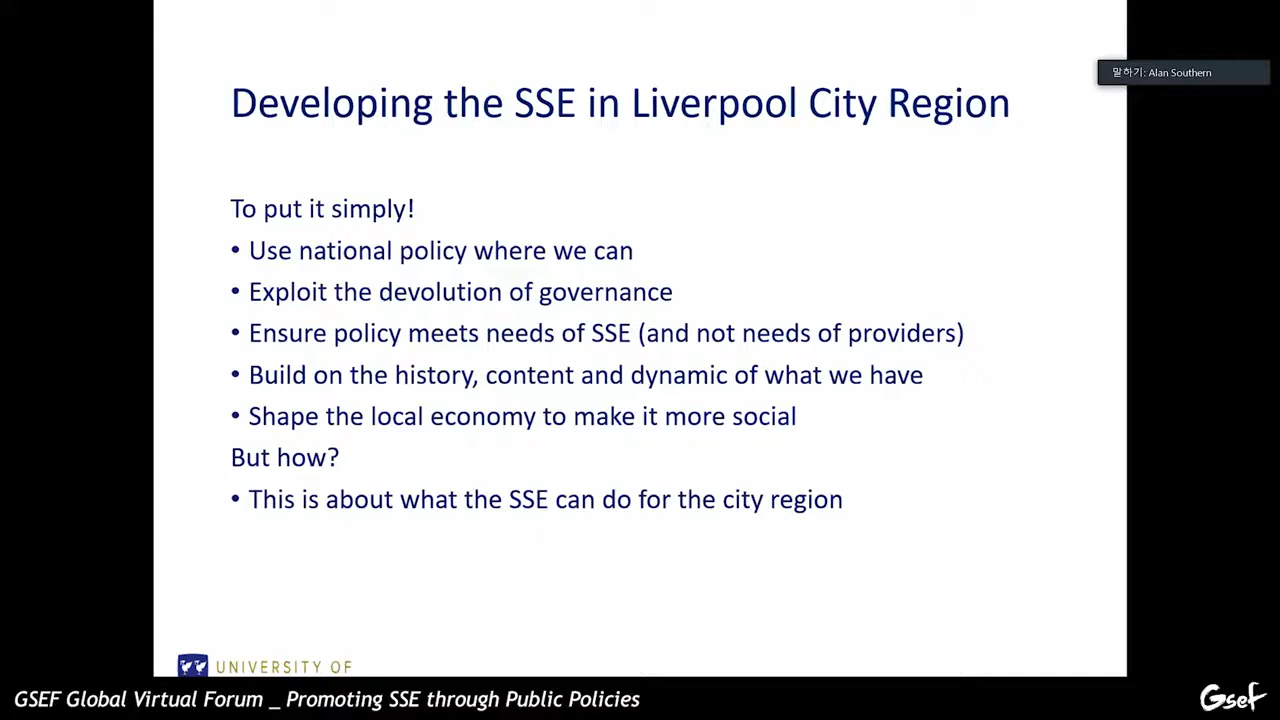 말하기: Alan Southern
Developing the SSE in Liverpool City Region
To put it simply!
• Use national policy where we can
• Exploit the devolution of governance
• Ensure policy meets needs of SSE (and not needs of providers)
• Build on the history, content and dynamic of what we have
• Shape the local economy to make it more social
But how?
• This is about what the SSE can do for the city region
UNIVERSITY OF
GSEF Global Virtual Forum _ Promoting SSE through Public Policies
Gsef